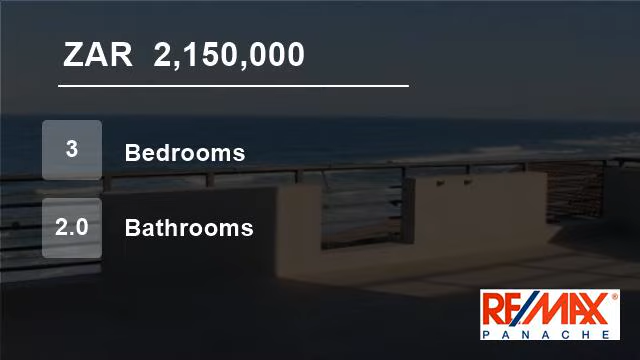 ZAR 2,150,000
3 Bedrooms
2.0 Bathrooms
RE/MAX®
PANACHE